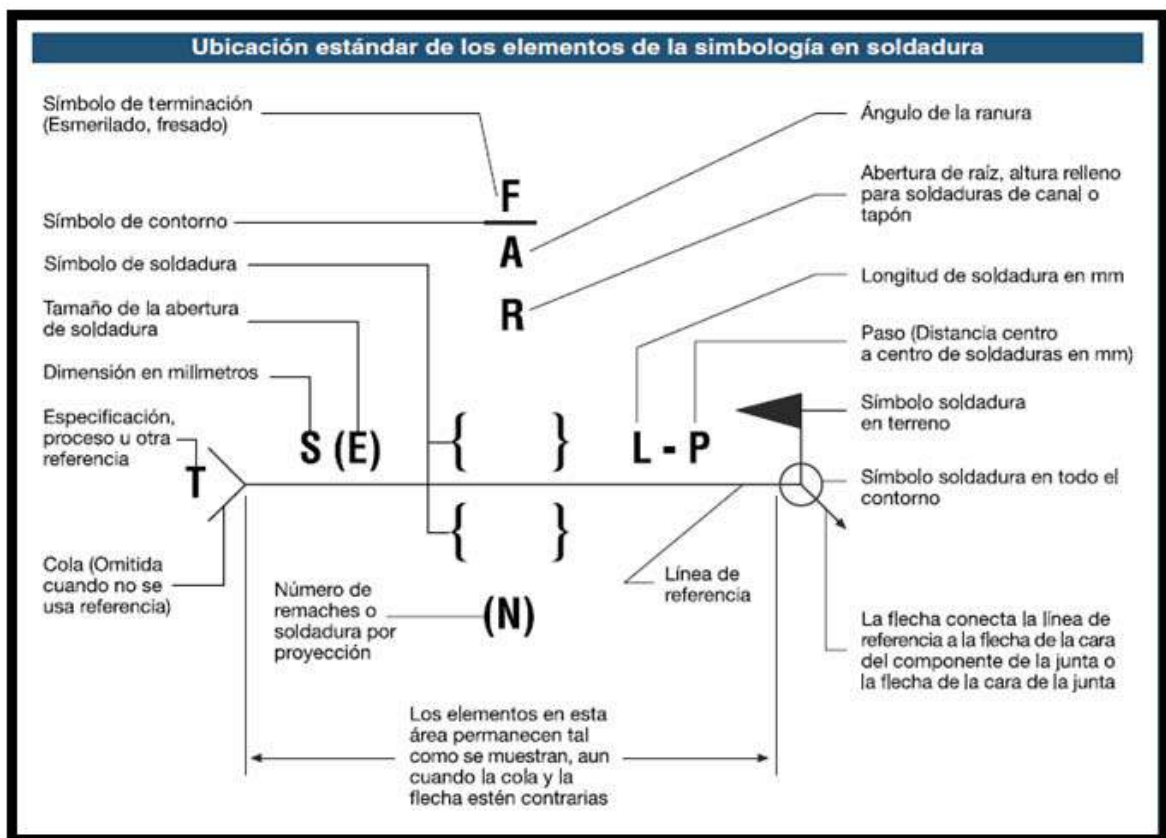 Ubicación estándar de los elementos de la simbología en soldadura
Símbolo de terminación
(Esmerilado, fresado)
Símbolo de contorno
Símbolo de soldadura
Tamaño de la abertura
de soldadura
Dimensión en milímetros
Especificación,
proceso u otra
referencia
Cola (Omitida
cuando no se
usa referencia)
F
A
R
S (E)
{ }
L - P
T
{ }
Número de
remaches o
soldadura por
proyección
(N)
Línea de
referencia
Los elementos en esta
área permanecen tal
como se muestran, aun
cuando la cola y la
flecha estén contrarias
Ángulo de la ranura
Abertura de raíz, altura relleno
para soldaduras de canal o
tapón
Longitud de soldadura en mm
Paso (Distancia centro
a centro de soldaduras en mm)
Símbolo soldadura
en terreno
Símbolo soldadura en todo el
contorno
La flecha conecta la línea de
referencia a la flecha de la cara
del componente de la junta o
la flecha de la cara de la junta